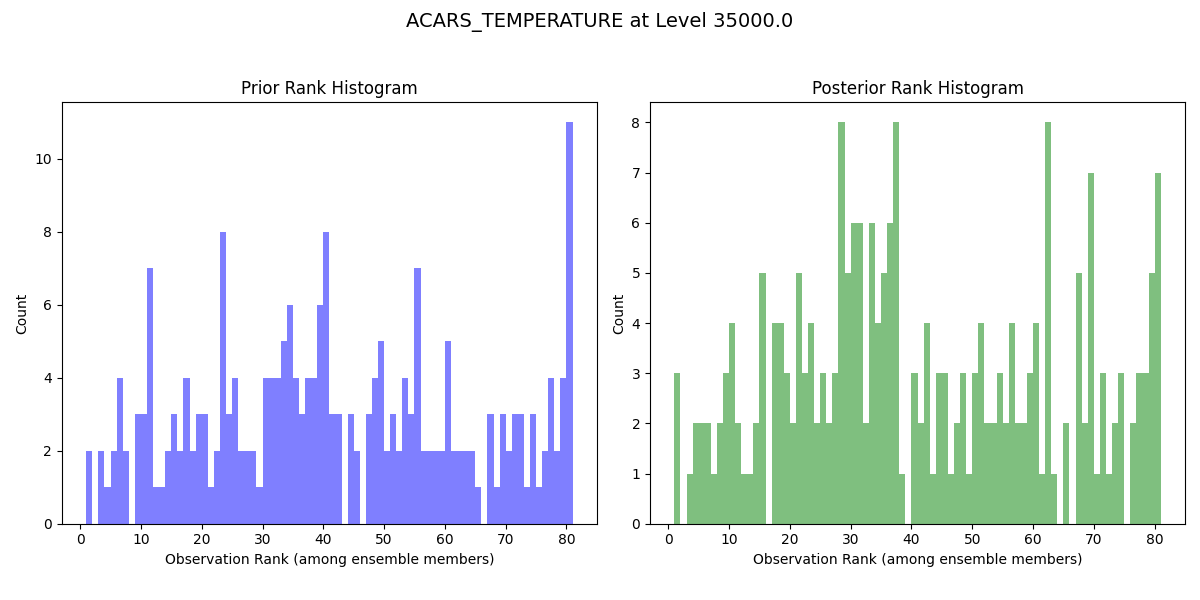 ACARS_TEMPERATURE at Level 35000.0
Prior Rank Histogram
Count
0
2
4
6
8
10
0 10 20 30 40 50 60 70 80
Observation Rank (among ensemble members)
Posterior Rank Histogram
Count
0
1
2
3
4
5
6
7
8
0 10 20 30 40 50 60 70 80
Observation Rank (among ensemble members)